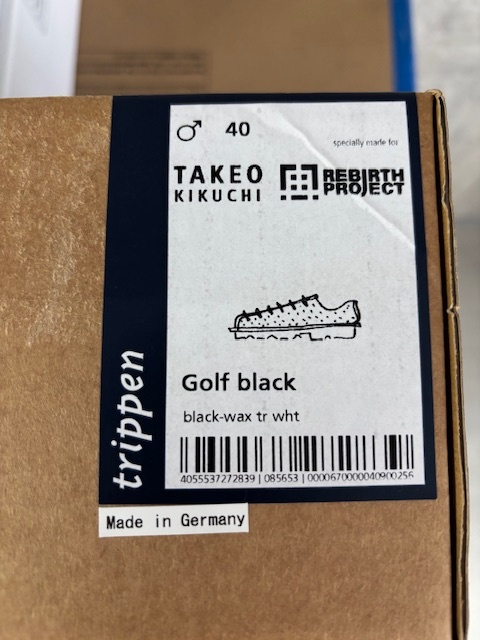 ♂ 40
specially made for
TAKEO
KIKUCHI
REBIRTH
PROJECT
Golf black
black-wax tr wht
4055537272839 | 085653 | 0000670000040900256
trippen
Made in Germany